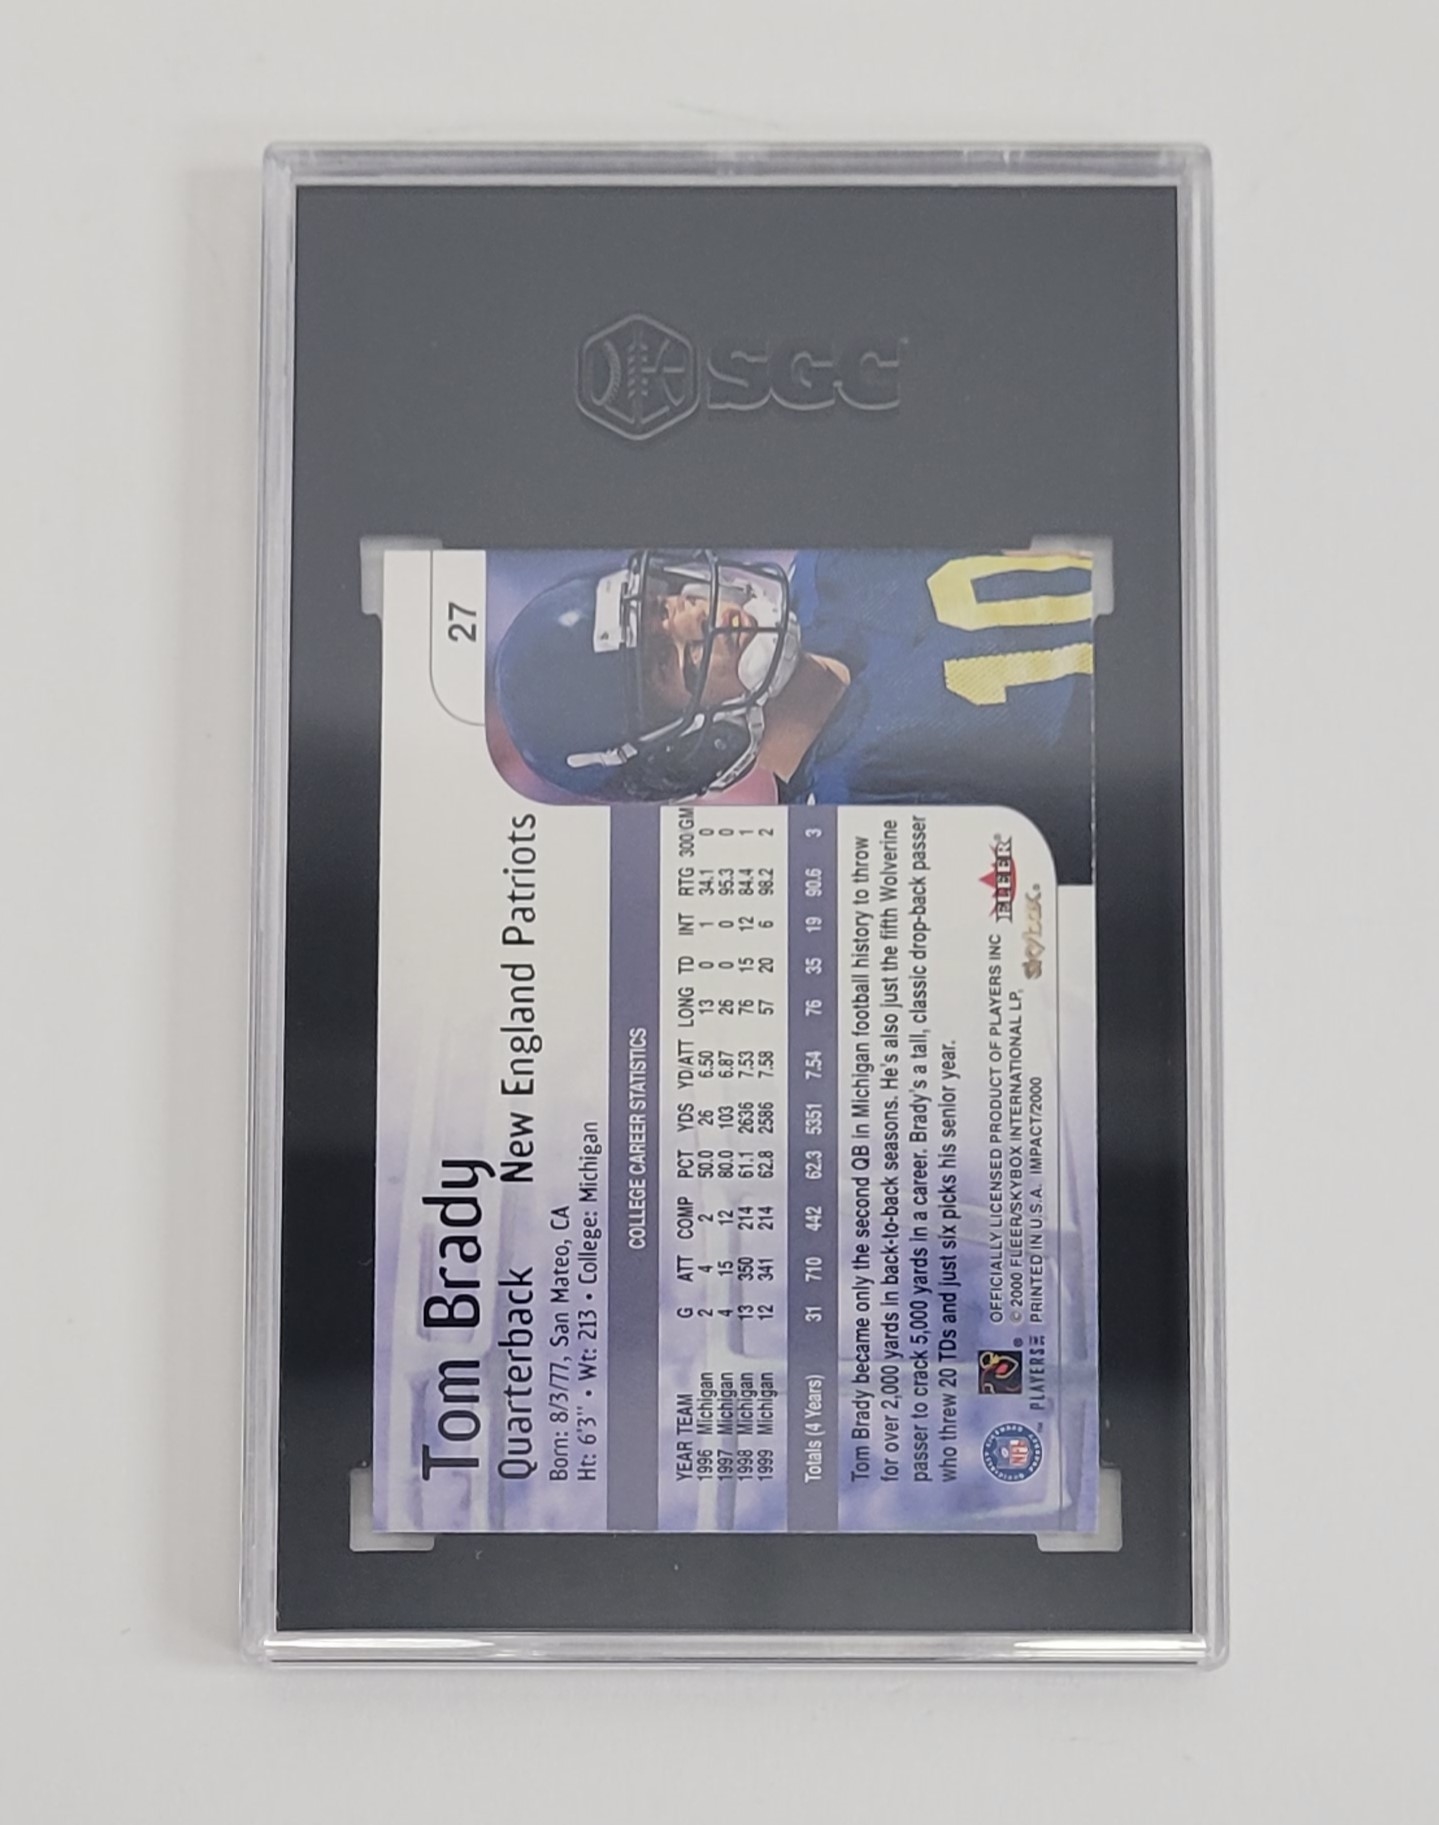 SGC
27
Tom Brady
Quarterback New England Patriots
Born: 8/3/77, San Mateo, CA
Ht: 6'3" • Wt: 213 • College: Michigan
COLLEGE CAREER STATISTICS
YEAR TEAM G ATT COMP PCT YDS YD/ATT LONG TD INT RTG 300/GM
1996 Michigan 2 4 2 50.0 26 6.50 13 0 1 34.1 0
1997 Michigan 4 15 12 80.0 103 6.87 26 0 0 95.3 0
1998 Michigan 13 350 214 61.1 2636 7.53 76 15 12 84.4 1
1999 Michigan 12 341 214 62.8 2586 7.58 57 20 6 98.2 2
Totals (4 Years) 31 710 442 62.3 5351 7.54 76 35 19 90.6 3
Tom Brady became only the second QB in Michigan football history to throw
for over 2,000 yards in back-to-back seasons. He's also just the fifth Wolverine
passer to crack 5,000 yards in a career. Brady's a tall, classic drop-back passer
who threw 20 TDs and just six picks his senior year.
OFFICIALLY LICENSED PRODUCT OF PLAYERS INC
© 2000 FLEER/SKYBOX INTERNATIONAL LP,
PRINTED IN U.S.A. IMPACT/2000
NFL
PLAYERS INC
FLEER®
SkyBox®
10